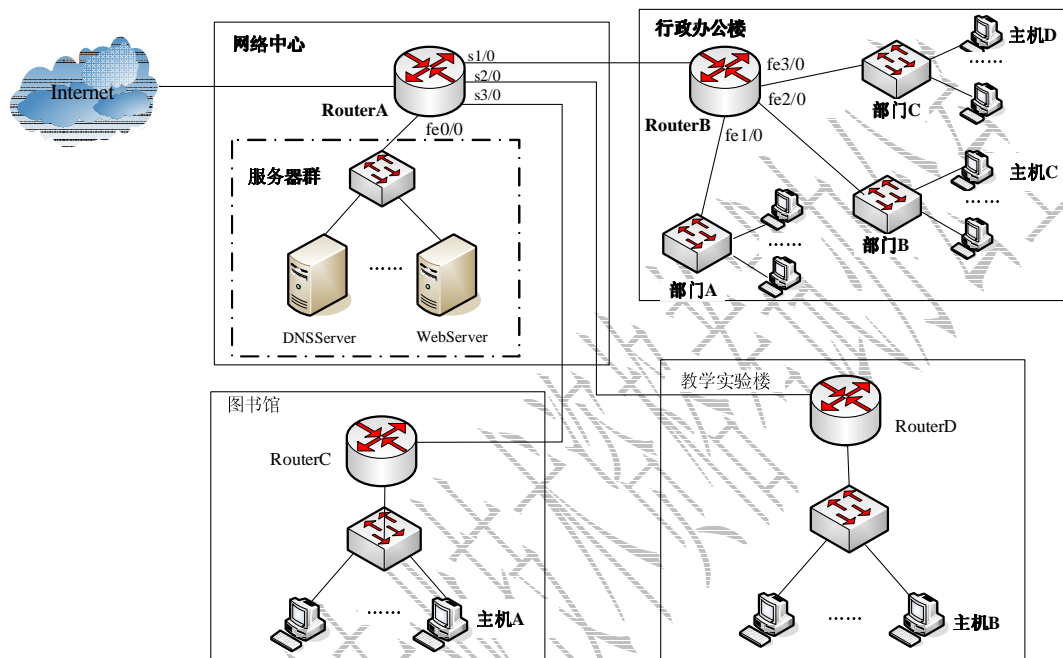 网络中心
Internet
s1/0
s2/0
s3/0
RouterA
fe0/0
服务器群
……
DNSServer
WebServer
行政办公楼
主机D
fe3/0
……
fe2/0
部门C
RouterB
fe1/0
主机C
……
部门B
……
部门A
图书馆
RouterC
……
主机A
教学实验楼
RouterD
……
主机B